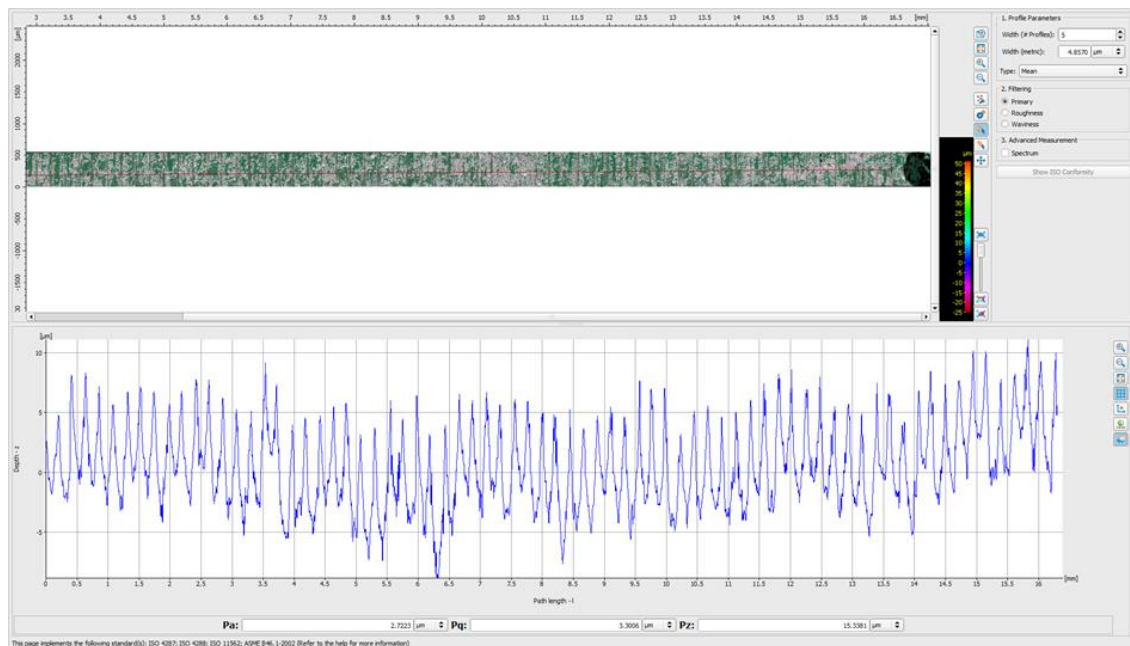 3 3.5 4 4.5 5 5.5 6 6.5 7 7.5 8 8.5 9 9.5 10 10.5 11 11.5 12 12.5 13 13.5 14 14.5 15 15.5 16 16.5 [mm]
[µm]
2500
2000
1500
1000
500
0
-500
-1000
-1500
30
µm
50
45
40
35
30
25
20
15
10
5
0
-5
-10
-15
-20
-25
1. Profile Parameters
Width (# Profiles): 5
Width (metric): 4.8570 µm
Type: Mean
2. Filtering
Primary
Roughness
Waviness
3. Advanced Measurement
Spectrum
Show ISO Conformity
[µm]
10
5
0
-5
Depth - z
0 0.5 1 1.5 2 2.5 3 3.5 4 4.5 5 5.5 6 6.5 7 7.5 8 8.5 9 9.5 10 10.5 11 11.5 12 12.5 13 13.5 14 14.5 15 15.5 16 [mm]
Path length - l
Pa: 2.7223 µm Pq: 3.3006 µm Pz: 15.3381 µm
This page implements the following standard(s): ISO 4287; ISO 4288; ISO 11562; ASME B46.1-2002 (Refer to the help for more information)